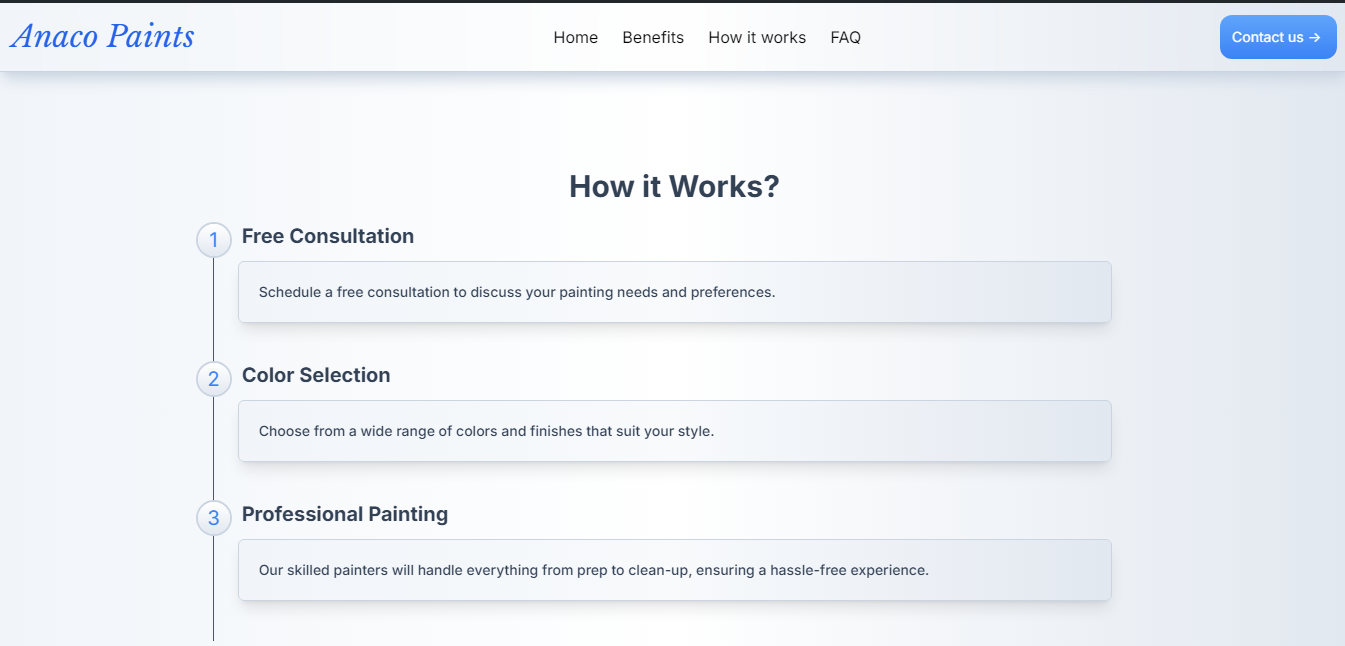 Anaco Paints
Home Benefits How it works FAQ
Contact us →
How it Works?
1 Free Consultation
Schedule a free consultation to discuss your painting needs and preferences.
2 Color Selection
Choose from a wide range of colors and finishes that suit your style.
3 Professional Painting
Our skilled painters will handle everything from prep to clean-up, ensuring a hassle-free experience.